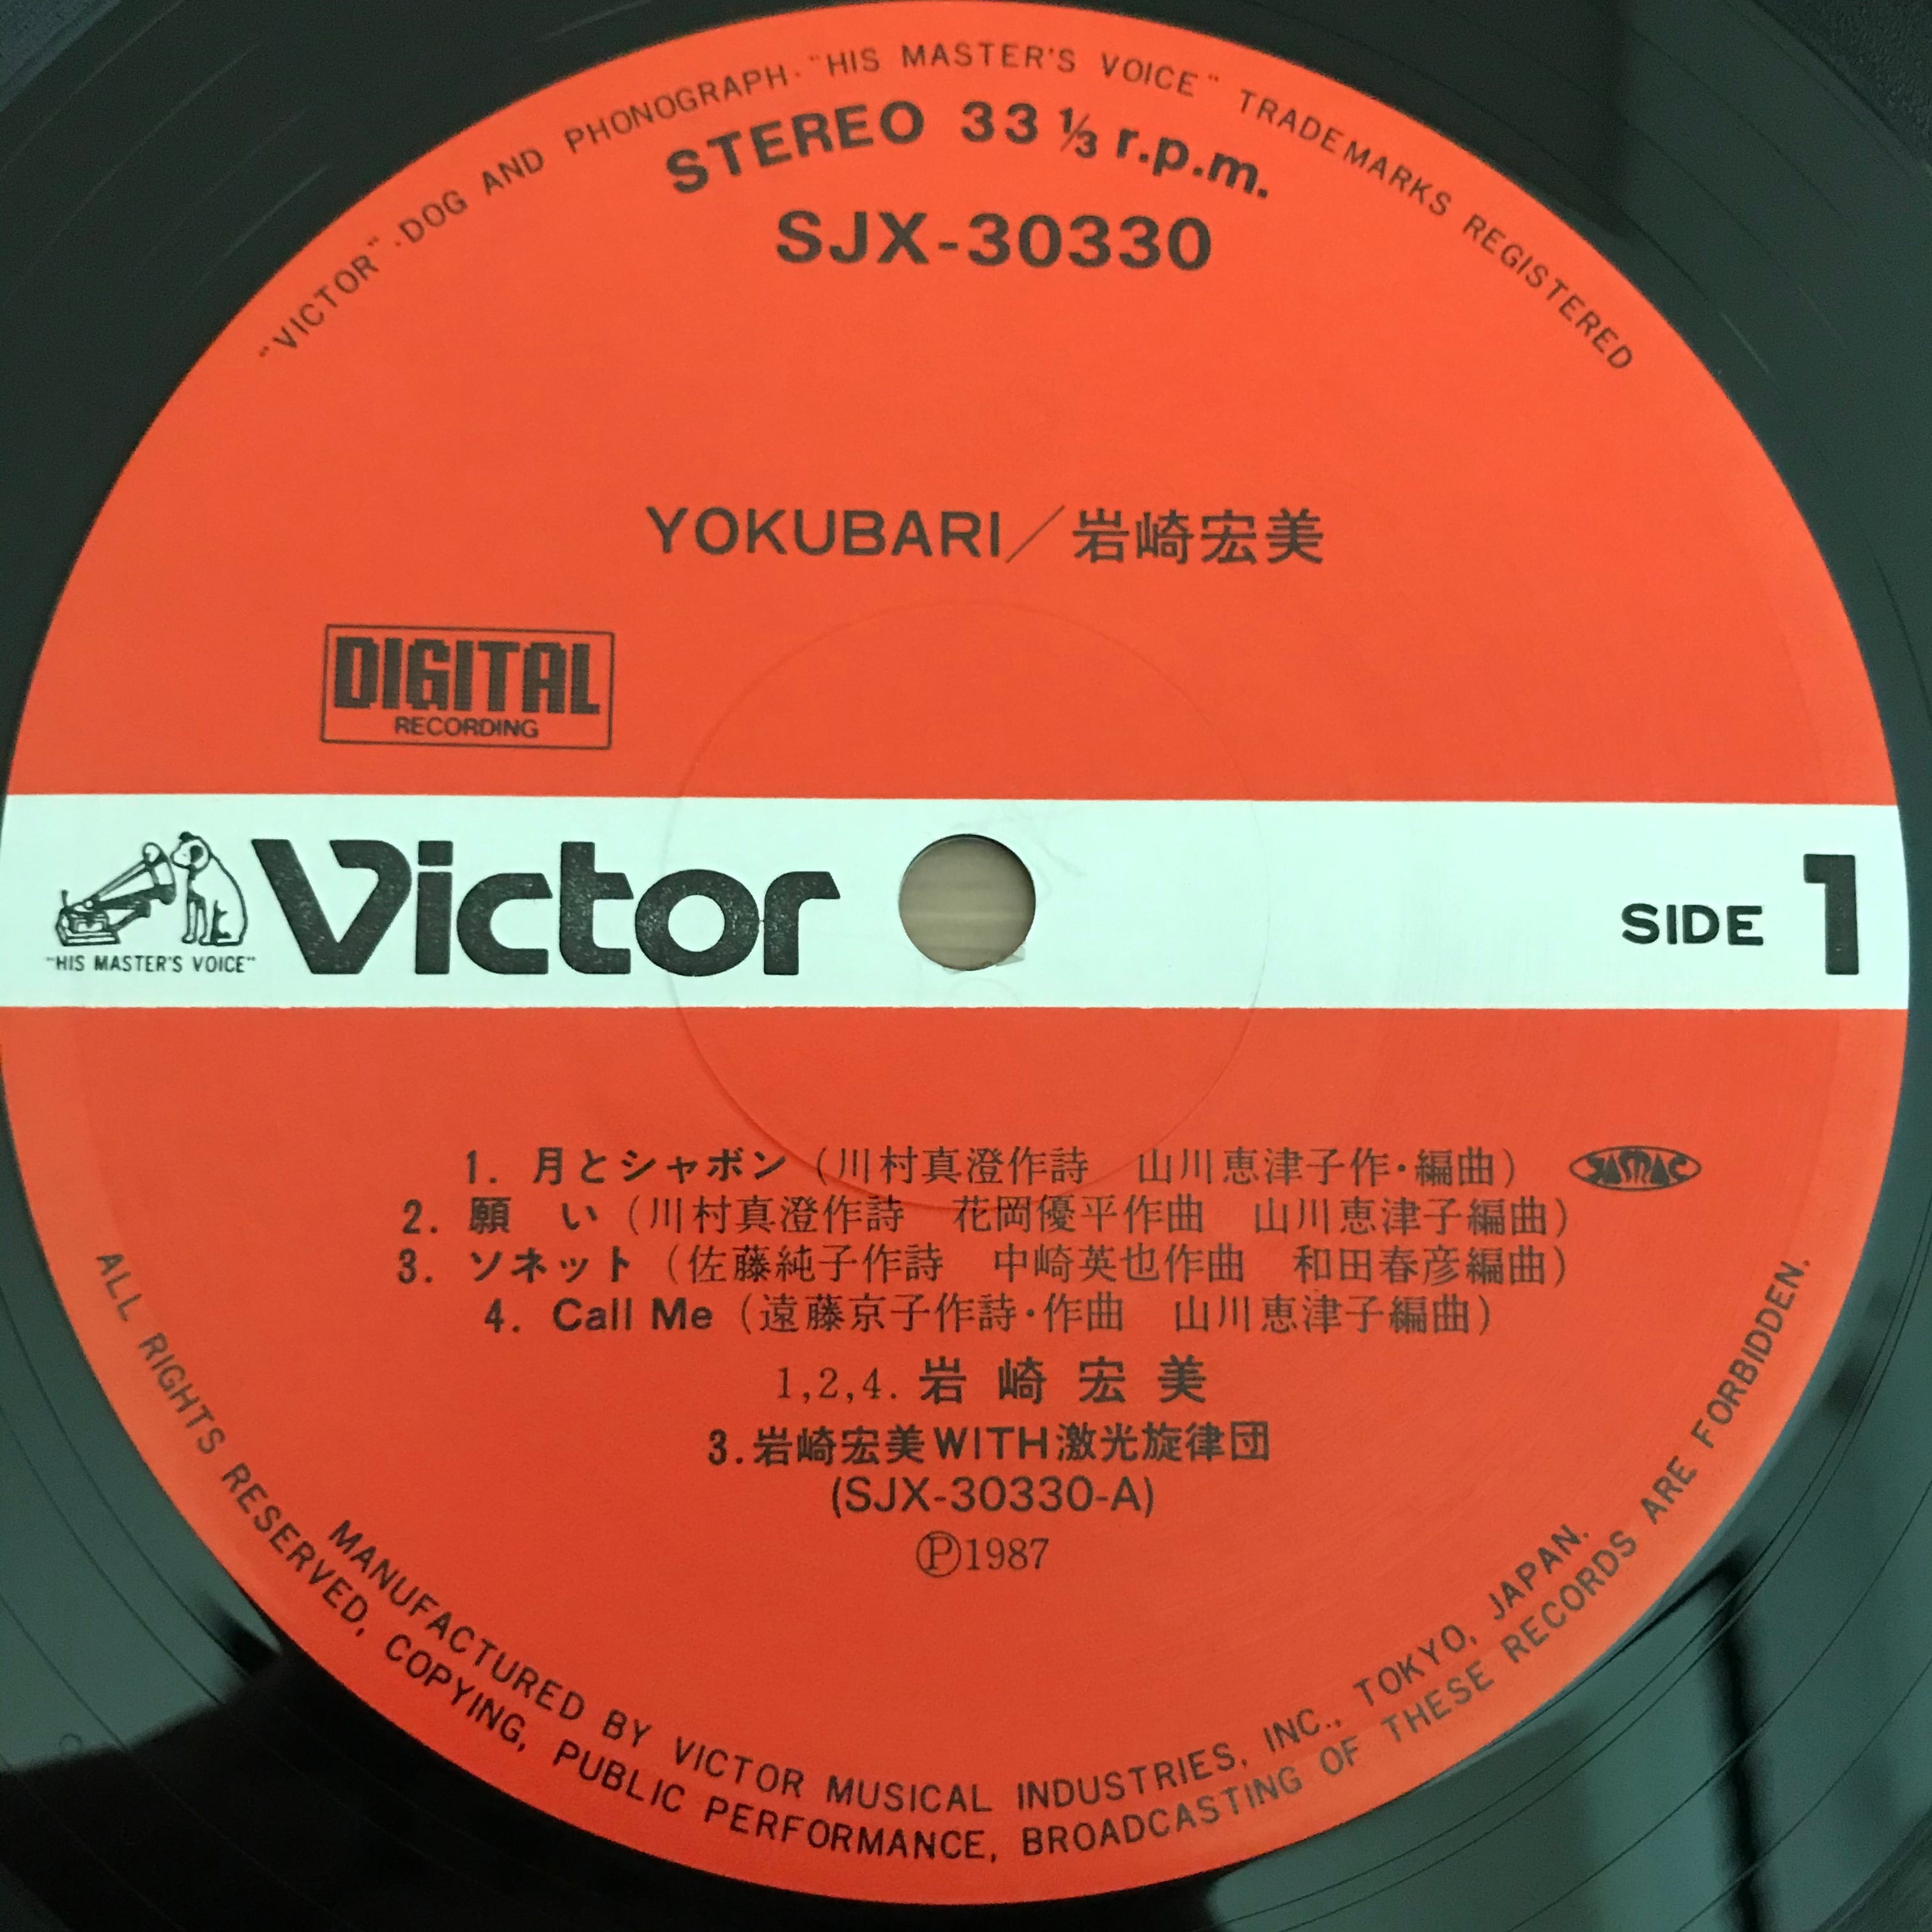 "VICTOR"·DOG AND PHONOGRAPH·"HIS MASTER'S VOICE" TRADEMARKS REGISTERED
STEREO 33 ⅓ r.p.m.
SJX-30330
YOKUBARI／岩崎宏美
DIGITAL
RECORDING
Victor
"HIS MASTER'S VOICE"
SIDE 1
1. 月とシャボン（川村真澄作詩　山川恵津子作・編曲）JASRAC
2. 願　い（川村真澄作詩　花岡優平作曲　山川恵津子編曲）
3. ソネット（佐藤純子作詩　中崎英也作曲　和田春彦編曲）
4. Call Me（遠藤京子作詩・作曲　山川恵津子編曲）
1,2,4. 岩 崎 宏 美
3.岩崎宏美WITH激光旋律団
(SJX-30330-A)
Ⓟ1987
MANUFACTURED BY VICTOR MUSICAL INDUSTRIES, INC., TOKYO, JAPAN.
ALL RIGHTS RESERVED, COPYING, PUBLIC PERFORMANCE, BROADCASTING OF THESE RECORDS ARE FORBIDDEN.